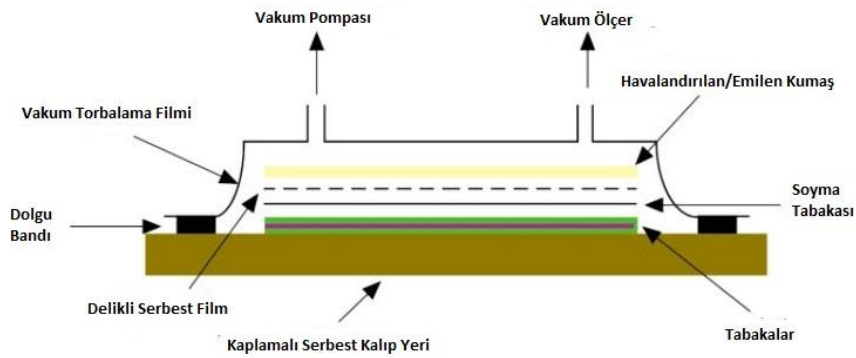 Vakum Pompası
Vakum Ölçer
Havalandırılan/Emilen Kumaş
Vakum Torbalama Filmi
Soyma
Tabakası
Dolgu
Bandı
Delikli Serbest Film
Tabakalar
Kaplamalı Serbest Kalıp Yeri